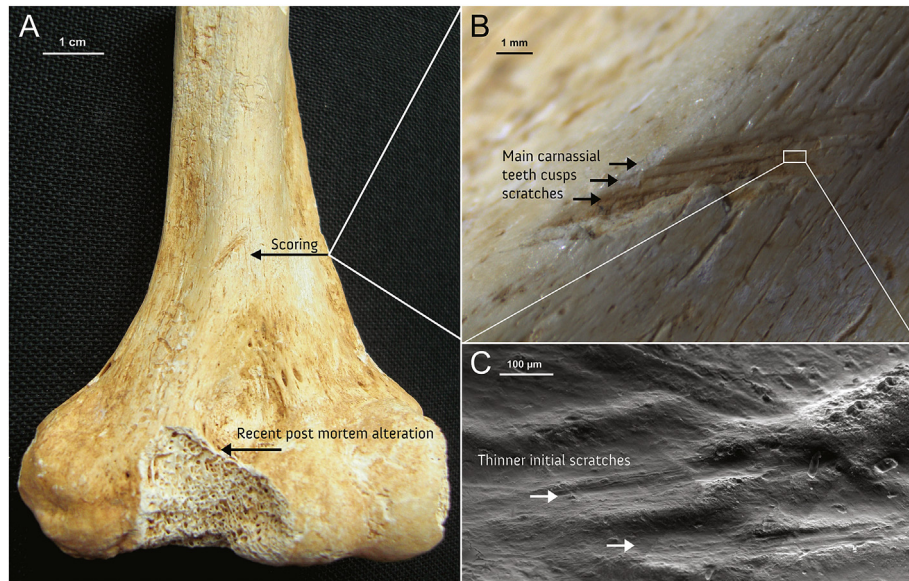 A
1 cm
Scoring
Recent post mortem alteration
B
1 mm
Main carnassial
teeth cusps
scratches
C
100 µm
Thinner initial scratches